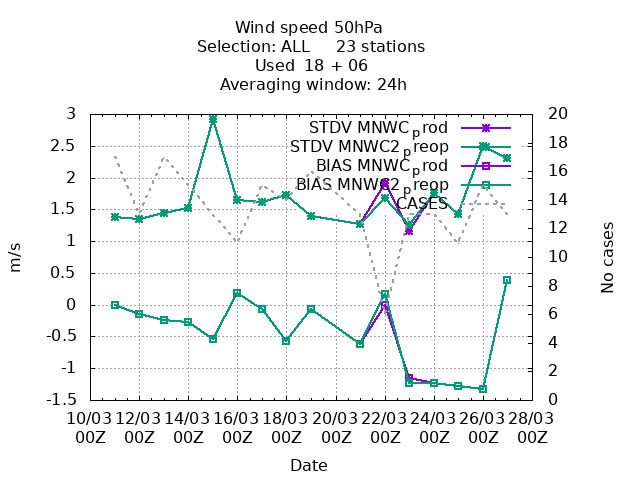 Wind speed 50hPa
Selection: ALL 23 stations
Used 18 + 06
Averaging window: 24h
3
2.5
2
1.5
1
0.5
0
-0.5
-1
-1.5
m/s
STDV MNWCprod
STDV MNWC2preop
BIAS MNWCprod
BIAS MNWC2preop
CASES
20
18
16
14
12
10
8
6
4
2
0
No cases
10/03 12/03 14/03 16/03 18/03 20/03 22/03 24/03 26/03 28/03
00Z 00Z 00Z 00Z 00Z 00Z 00Z 00Z 00Z 00Z
Date